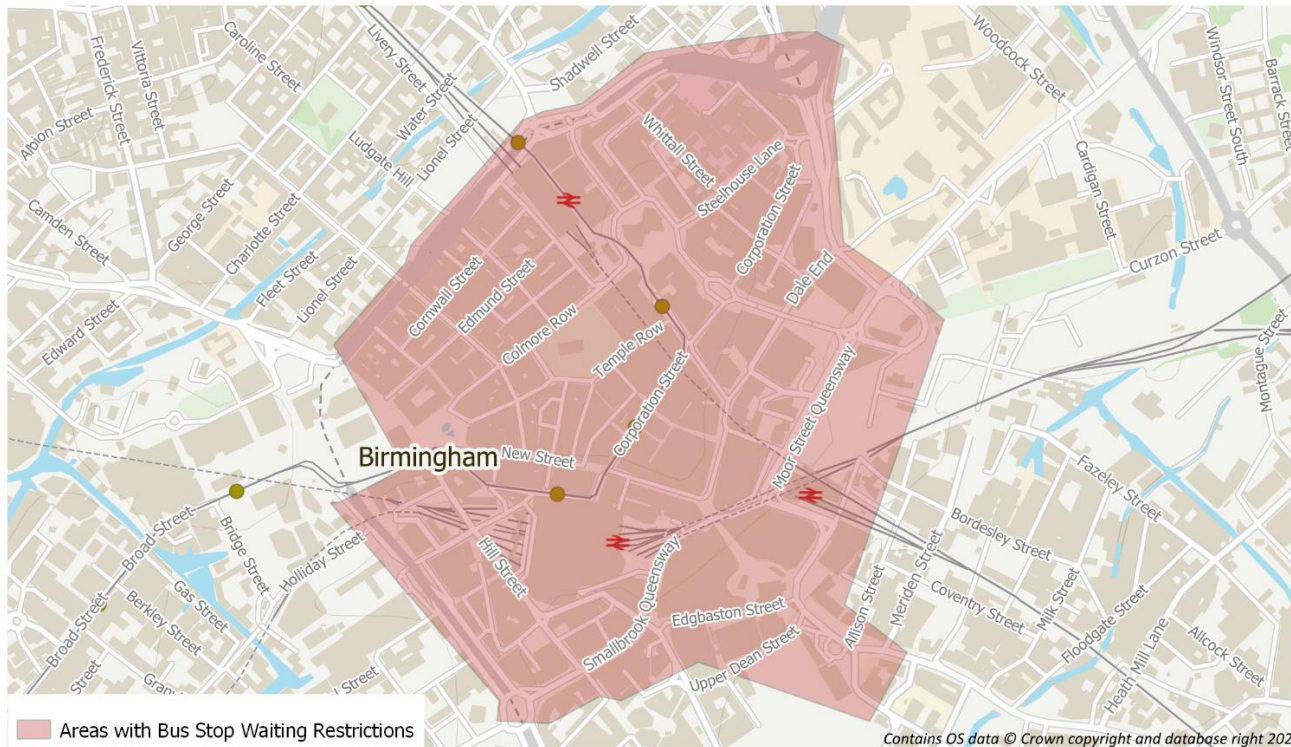 Frederick Street
Vittoria Street
Caroline Street
Livery Street
Shadwell Street
Woodcock Street
Windsor Street South
Barrack Street
Albion Street
Water Street
Ludgate Hill
Lionel Street
Whittall Street
Steelhouse Lane
Cardigan Street
George Street
Camden Street
Charlotte Street
Corporation Street
Curzon Street
Fleet Street
Lionel Street
Cornwall Street
Edmund Street
Dale End
Edward Street
Colmore Row
Temple Row
Montague Street
Corporation Street
Moor Street Queensway
Birmingham
New Street
Fazeley Street
Broad Street
Bridge Street
Holliday Street
Hill Street
Bordesley Street
Gas Street
Berkley Street
Broad Street
Smallbrook Queensway
Edgbaston Street
Upper Dean Street
Allison Street
Meriden Street
Coventry Street
Milk Street
Floodgate Street
Heath Mill Lane
Allcock Street
Areas with Bus Stop Waiting Restrictions
Contains OS data © Crown copyright and database right 202